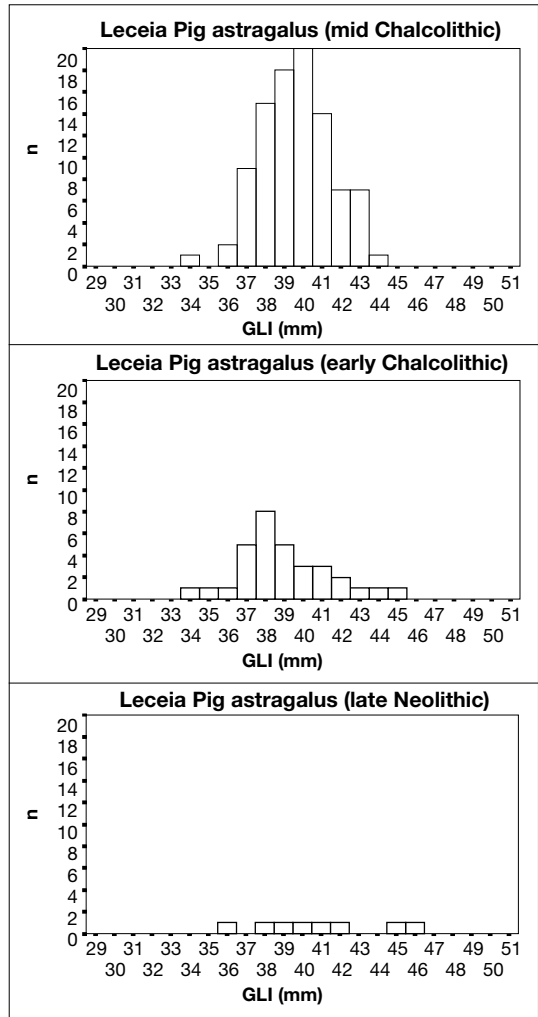 Leceia Pig astragalus (mid Chalcolithic)
20
18
16
14
12
10
8
6
4
2
0
n
29 31 33 35 37 39 41 43 45 47 49 51
30 32 34 36 38 40 42 44 46 48 50
GLI (mm)
Leceia Pig astragalus (early Chalcolithic)
20
18
16
14
12
10
8
6
4
2
0
n
29 31 33 35 37 39 41 43 45 47 49 51
30 32 34 36 38 40 42 44 46 48 50
GLI (mm)
Leceia Pig astragalus (late Neolithic)
20
18
16
14
12
10
8
6
4
2
0
n
29 31 33 35 37 39 41 43 45 47 49 51
30 32 34 36 38 40 42 44 46 48 50
GLI (mm)